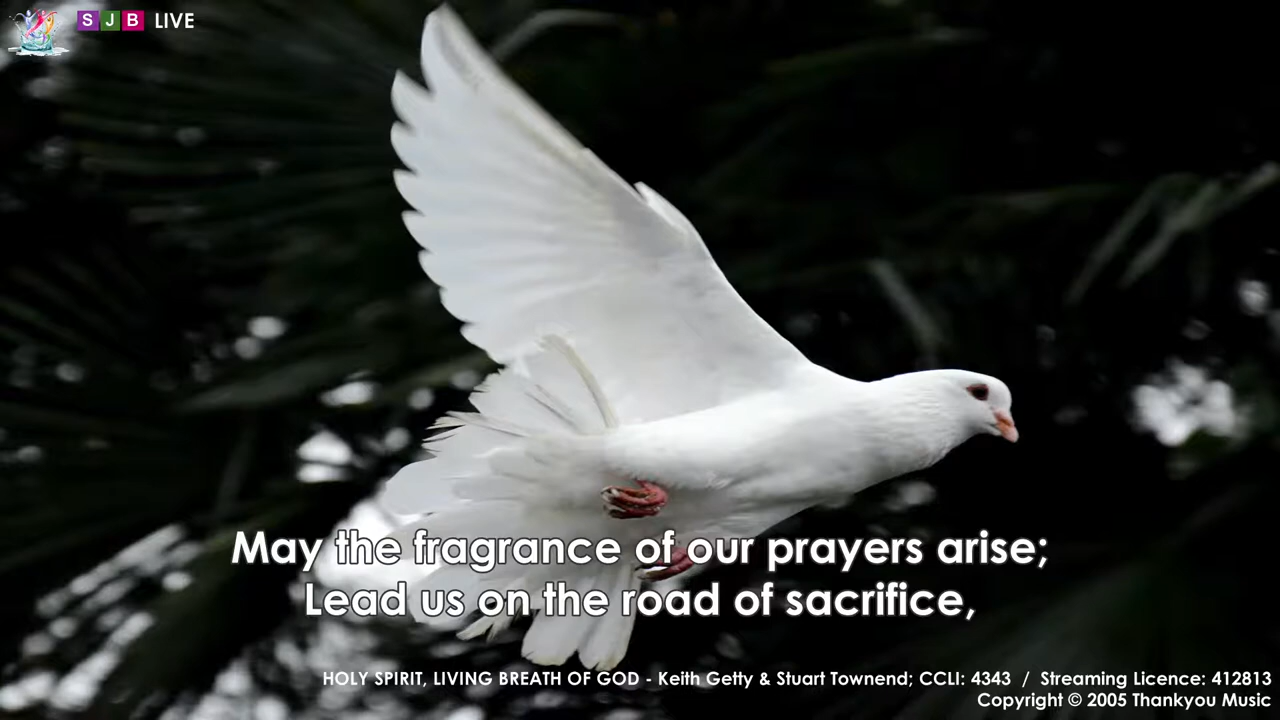 SJB LIVE
May the fragrance of our prayers arise;
Lead us on the road of sacrifice,
HOLY SPIRIT, LIVING BREATH OF GOD - Keith Getty & Stuart Townend; CCLI: 4343 / Streaming Licence: 412813
Copyright © 2005 Thankyou Music